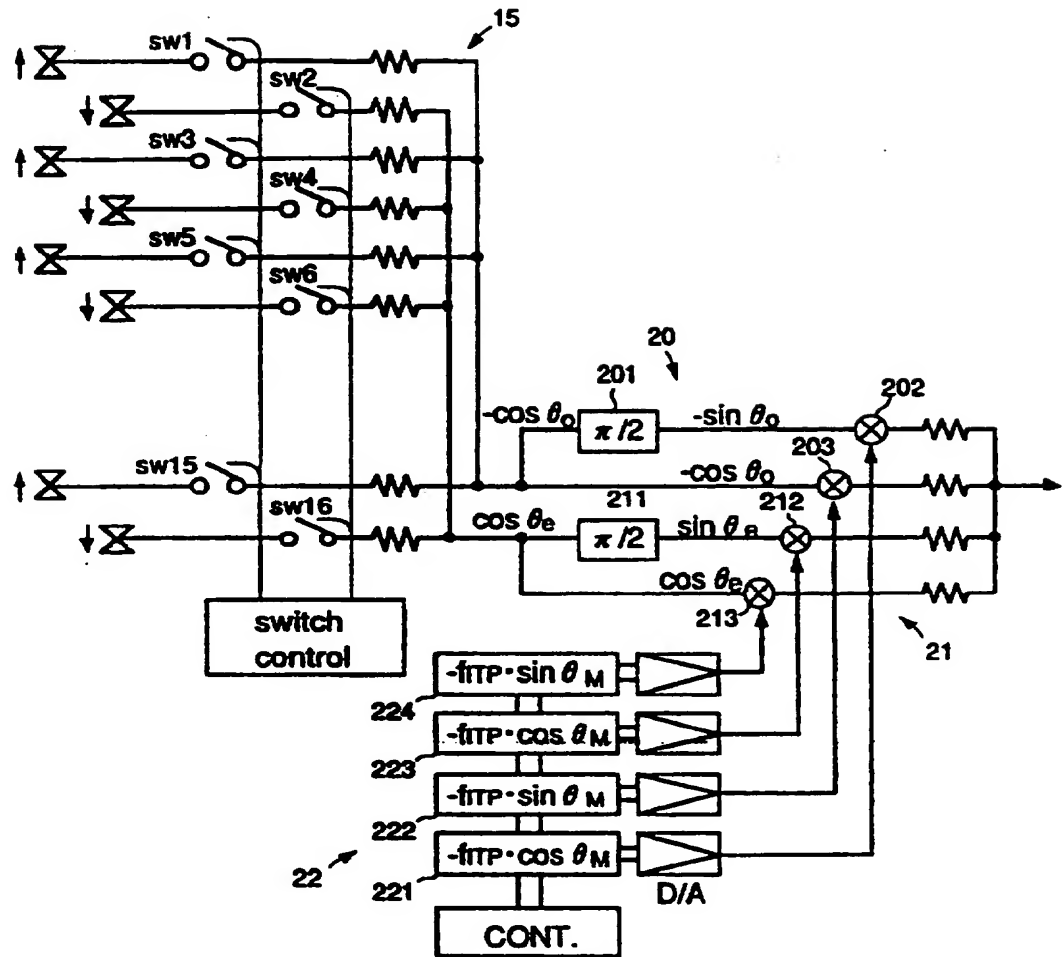 15
sw1
sw2
sw3
sw4
sw5
sw6
20
201
202
-cos θo
π/2
-sin θo
203
sw15
-cos θo
211
212
sw16
cos θe
π/2
sin θe
cos θe
213
switch
control
21
-fITP·sin θM
224
-fITP·cos θM
223
-fITP·sin θM
222
-fITP·cos θM
22
221
D/A
CONT.